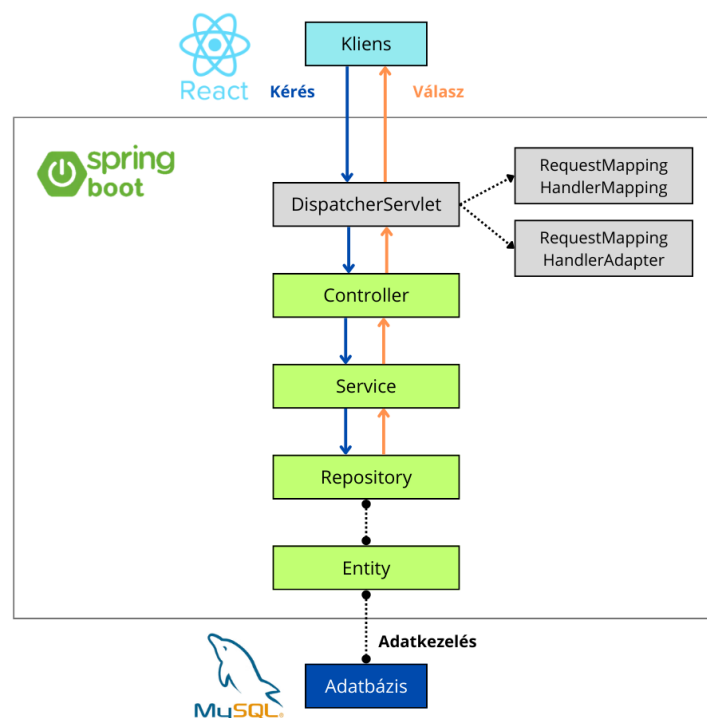 Kliens
React
Kérés
Válasz
spring
boot
RequestMapping
HandlerMapping
DispatcherServlet
RequestMapping
HandlerAdapter
Controller
Service
Repository
Entity
Adatkezelés
Adatbázis
MySQL